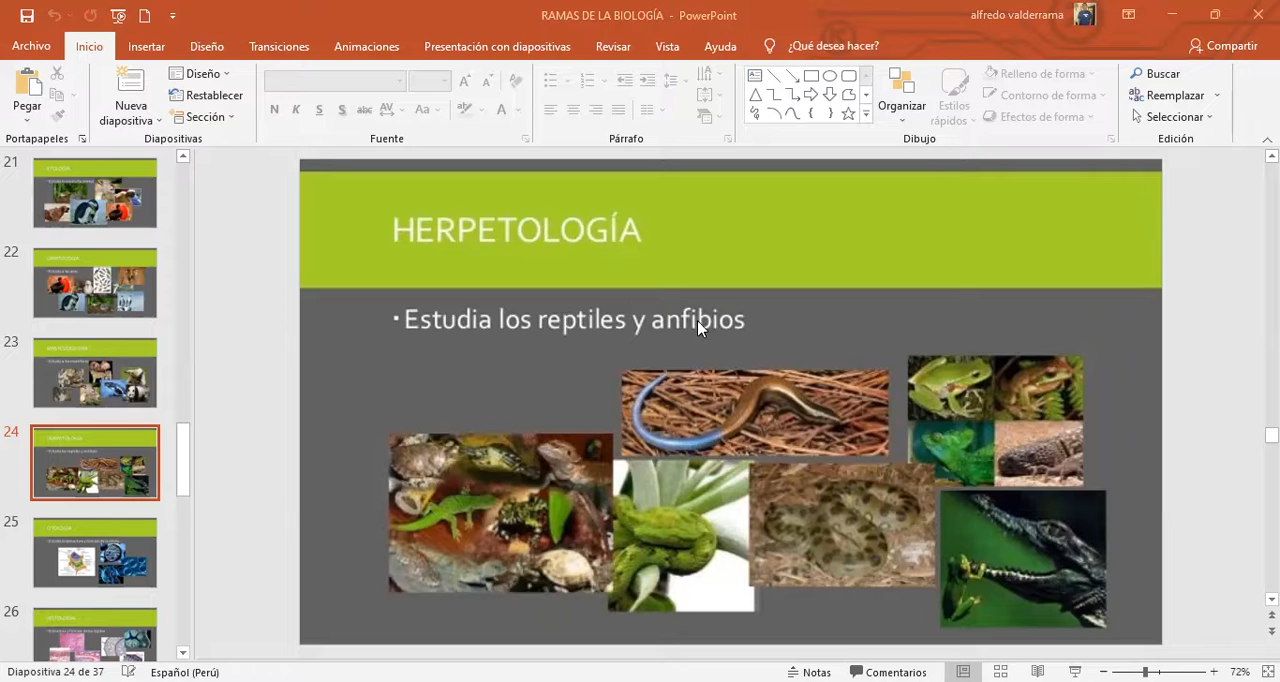 RAMAS DE LA BIOLOGÍA - PowerPoint
alfredo valderrama
Archivo
Inicio
Insertar
Diseño
Transiciones
Animaciones
Presentación con diapositivas
Revisar
Vista
Ayuda
¿Qué desea hacer?
Compartir
Pegar
Nueva
diapositiva
Diseño
Restablecer
Sección
N K S S abc AV Aa A
Organizar
Estilos
rápidos
Relleno de forma
Contorno de forma
Efectos de forma
Buscar
Reemplazar
Seleccionar
Portapapeles
Diapositivas
Fuente
Párrafo
Dibujo
Edición
21
22
23
24
25
26
HERPETOLOGÍA
Estudia los reptiles y anfibios
Diapositiva 24 de 37
Español (Perú)
Notas
Comentarios
72%